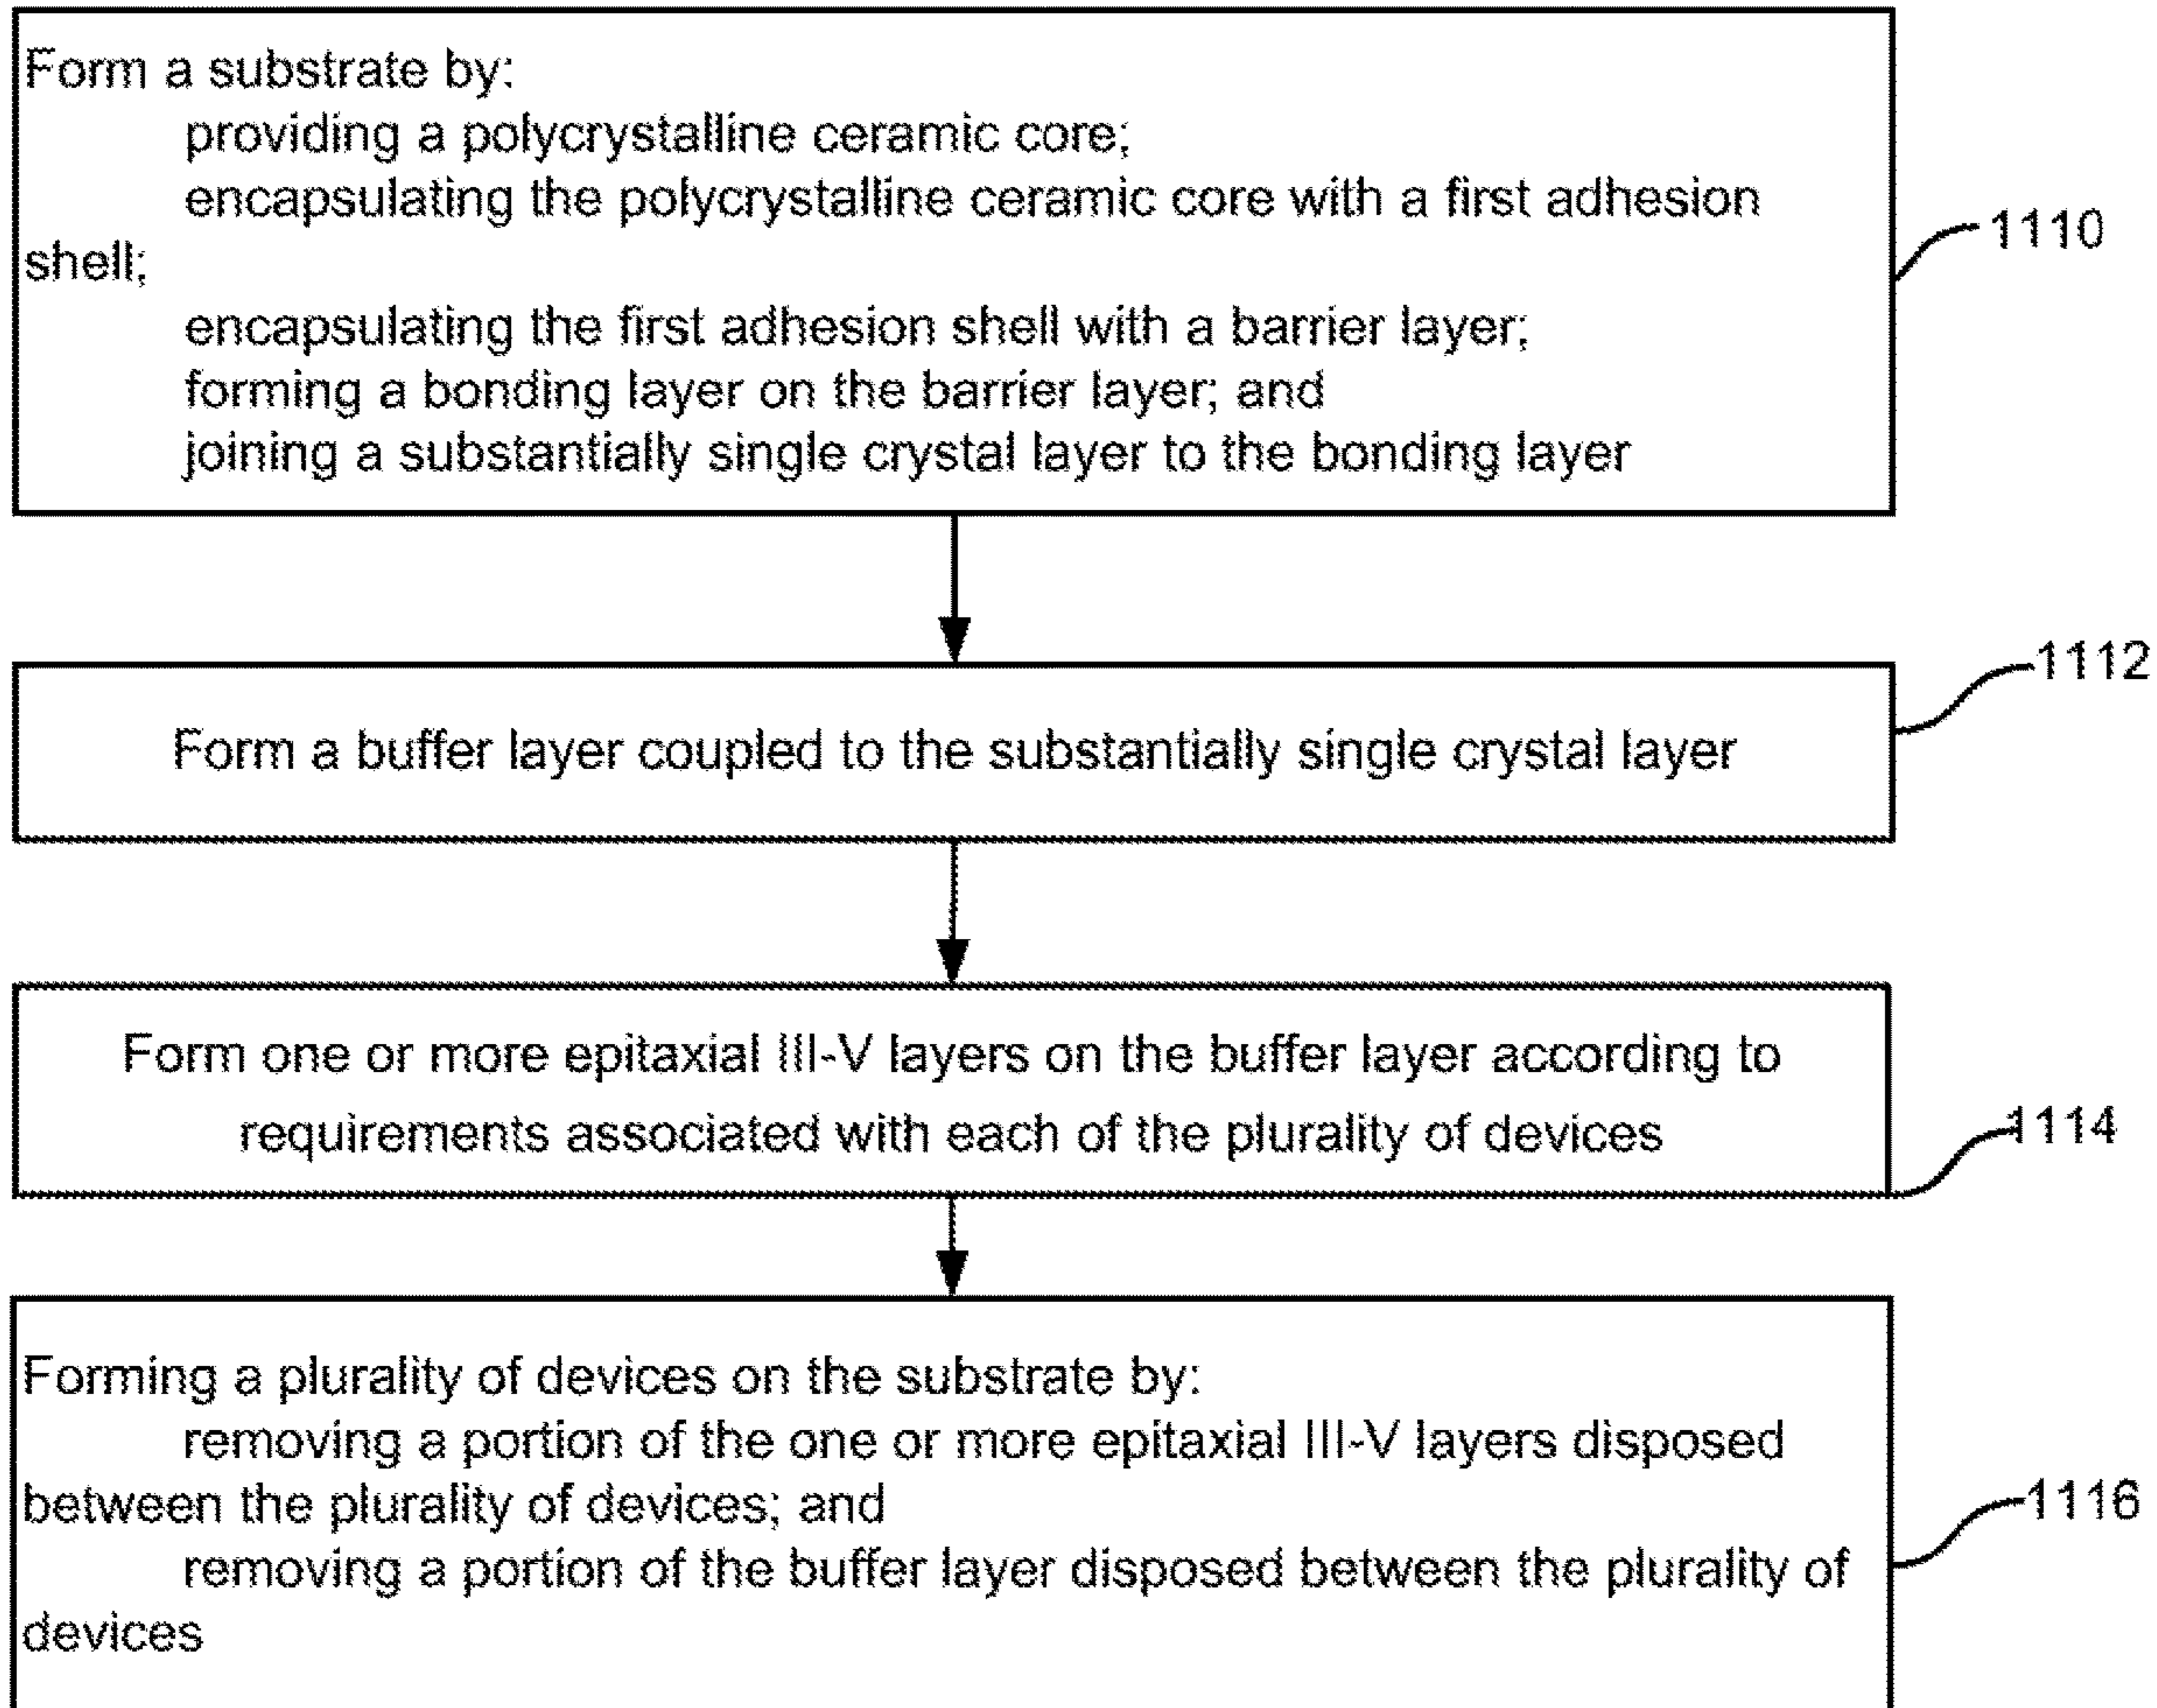 Form a substrate by:
providing a polycrystalline ceramic core;
encapsulating the polycrystalline ceramic core with a first adhesion
shell;
encapsulating the first adhesion shell with a barrier layer;
forming a bonding layer on the barrier layer; and
joining a substantially single crystal layer to the bonding layer
1110
Form a buffer layer coupled to the substantially single crystal layer
1112
Form one or more epitaxial III-V layers on the buffer layer according to
requirements associated with each of the plurality of devices
1114
Forming a plurality of devices on the substrate by:
removing a portion of the one or more epitaxial III-V layers disposed
between the plurality of devices; and
removing a portion of the buffer layer disposed between the plurality of
devices
1116